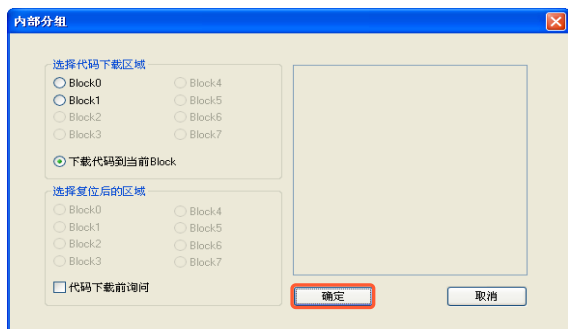 内部分组
选择代码下载区域
Block0 Block4
Block1 Block5
Block2 Block6
Block3 Block7
下载代码到当前Block
选择复位后的区域
Block0 Block4
Block1 Block5
Block2 Block6
Block3 Block7
代码下载前询问
确定 取消